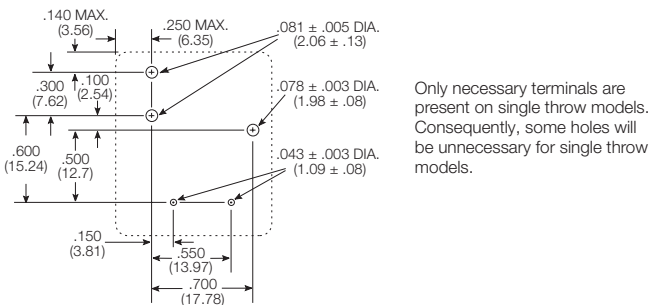 .140 MAX.
(3.56)
.250 MAX.
(6.35)
.081 ± .005 DIA.
(2.06 ± .13)
.300
(7.62)
.100
(2.54)
.078 ± .003 DIA.
(1.98 ± .08)
.600
(15.24)
.500
(12.7)
.043 ± .003 DIA.
(1.09 ± .08)
.150
(3.81)
.550
(13.97)
.700
(17.78)
Only necessary terminals are
present on single throw models.
Consequently, some holes will
be unnecessary for single throw
models.